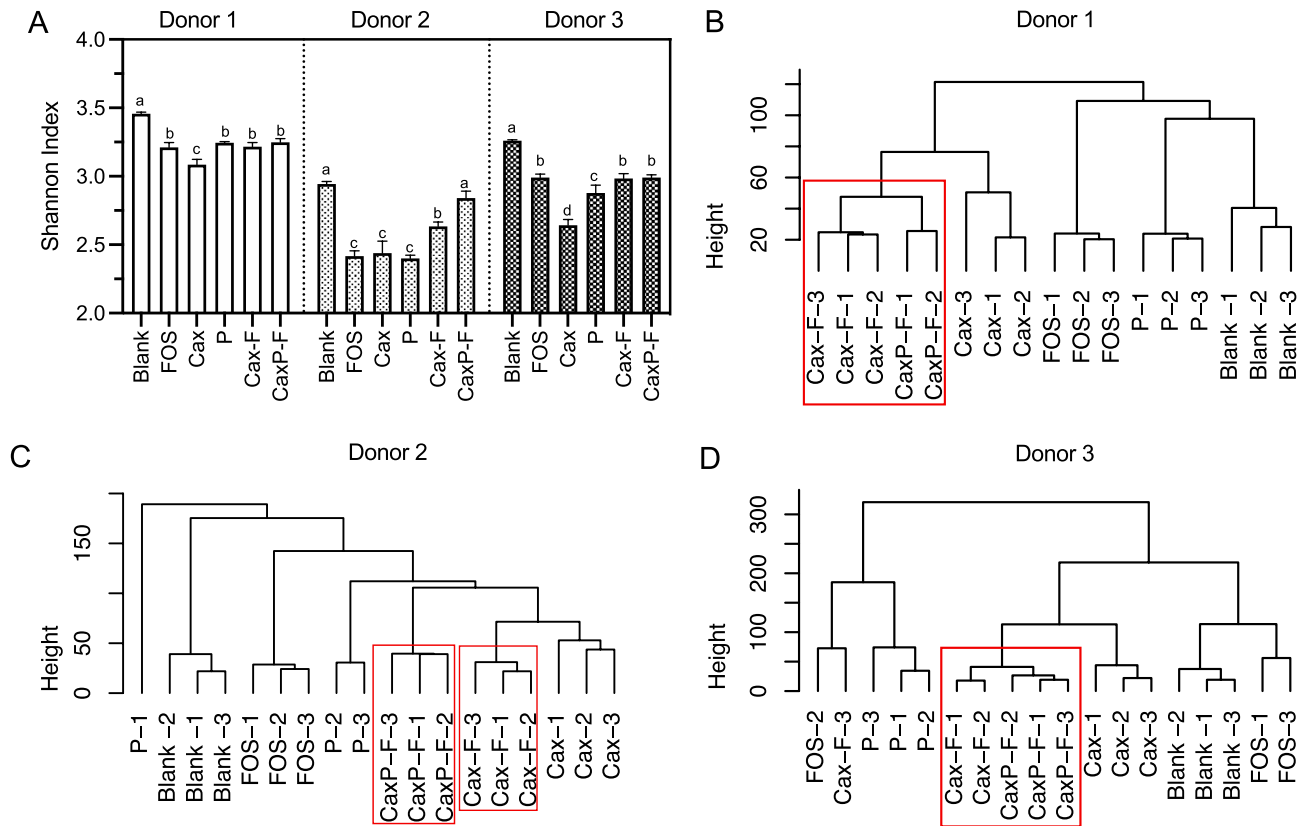 A
Donor 1
Donor 2
Donor 3
Shannon Index
4.0
3.5
3.0
2.5
2.0
a
b
c
b
b
b
a
c
c
c
b
a
a
b
d
c
b
b
Blank
FOS
Cax
P
Cax-F
CaxP-F
Blank
FOS
Cax
P
Cax-F
CaxP-F
Blank
FOS
Cax
P
Cax-F
CaxP-F
B
Donor 1
Height
100
60
20
Cax−F−3
Cax−F−1
Cax−F−2
CaxP−F−1
CaxP−F−2
Cax−3
Cax−1
Cax−2
FOS−1
FOS−2
FOS−3
P−1
P−2
P−3
Blank −1
Blank −2
Blank −3
C
Donor 2
Height
150
50
0
P−1
Blank −2
Blank −1
Blank −3
FOS−1
FOS−2
FOS−3
P−2
P−3
CaxP−F−3
CaxP−F−1
CaxP−F−2
Cax−F−3
Cax−F−1
Cax−F−2
Cax−1
Cax−2
Cax−3
D
Donor 3
Height
300
200
100
0
FOS−2
Cax−F−3
P−3
P−1
P−2
Cax−F−1
Cax−F−2
CaxP−F−2
CaxP−F−1
CaxP−F−3
Cax−1
Cax−2
Cax−3
Blank −2
Blank −1
Blank −3
FOS−1
FOS−3